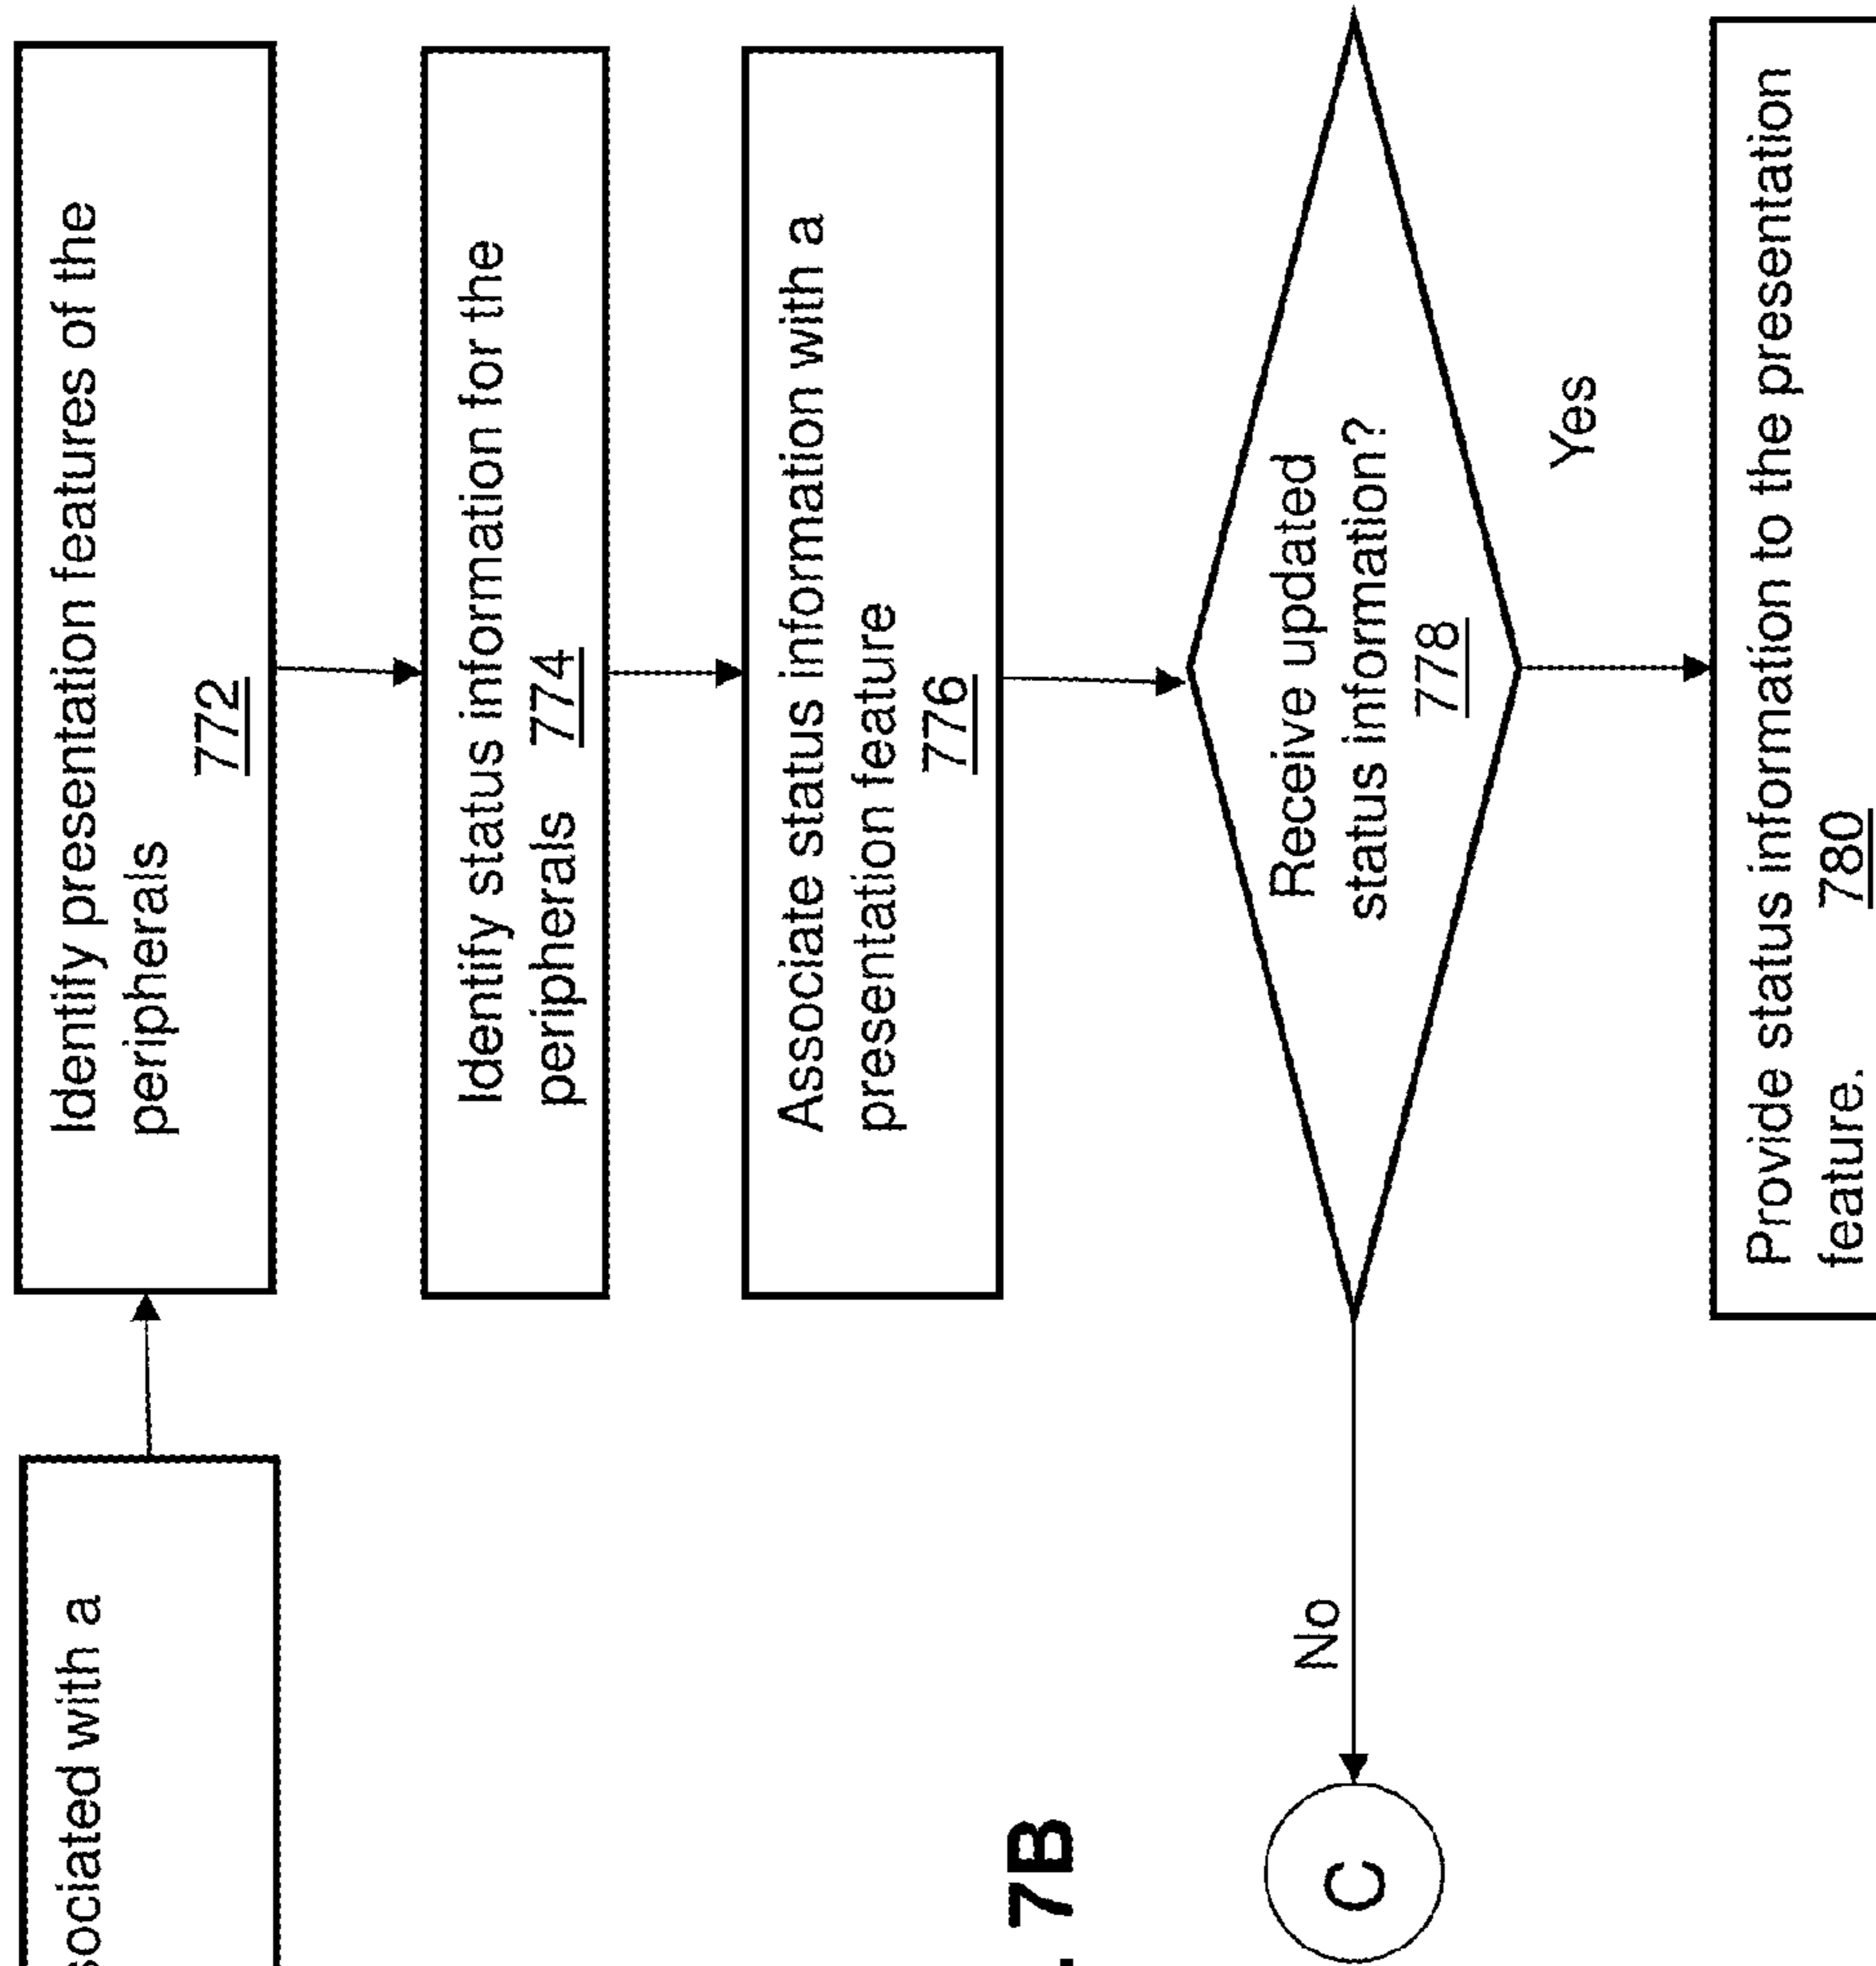 sociated with a
Identify presentation features of the
peripherals
772
Identify status information for the
peripherals 774
Associate status information with a
presentation feature
776
. 7B
Receive updated
status information?
778
No
C
Yes
Provide status information to the presentation
feature. 780